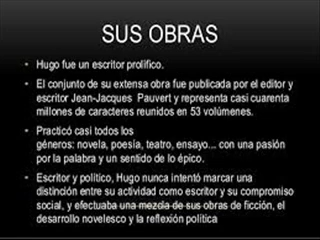 SUS OBRAS
• Hugo fue un escritor prolifico.
• El conjunto de su extensa obra fue publicada por el editor y
escritor Jean-Jacques Pauvert y representa casi cuarenta
millones de caracteres reunidos en 53 volúmenes.
• Practicó casi todos los
géneros: novela, poesía, teatro, ensayo... con una pasión
por la palabra y un sentido de lo épico.
• Escritor y político, Hugo nunca intentó marcar una
distinción entre su actividad como escritor y su compromiso
social, y efectuaba una mezcla de sus obras de ficción, el
desarrollo novelesco y la reflexión política